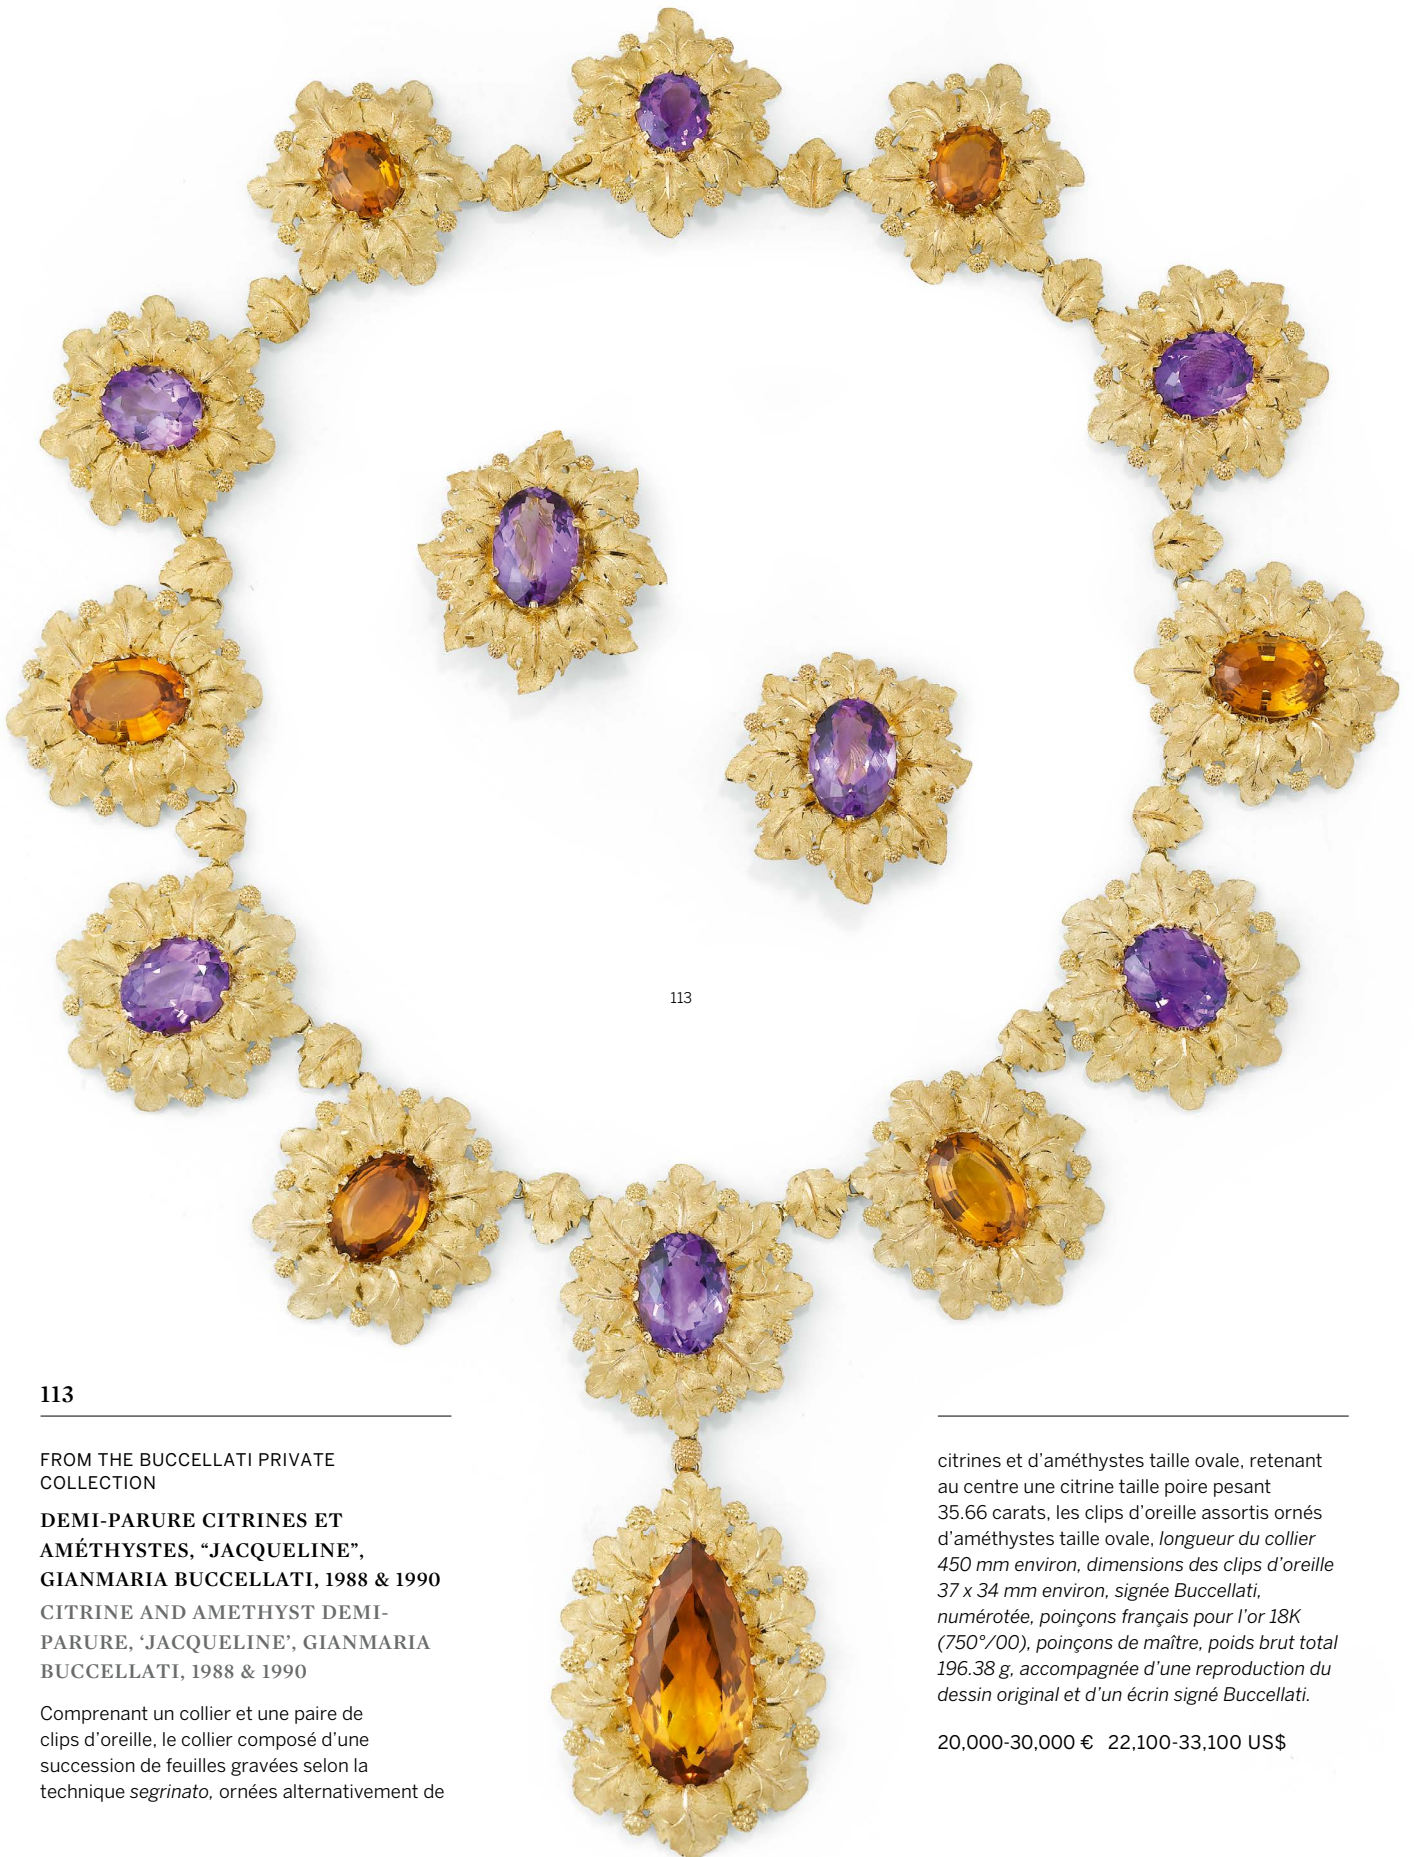 113
113
FROM THE BUCCELLATI PRIVATE
COLLECTION
DEMI-PARURE CITRINES ET
AMÉTHYSTES, “JACQUELINE”,
GIANMARIA BUCCELLATI, 1988 & 1990
CITRINE AND AMETHYST DEMI-
PARURE, ‘JACQUELINE’, GIANMARIA
BUCCELLATI, 1988 & 1990
Comprenant un collier et une paire de
clips d’oreille, le collier composé d’une
succession de feuilles gravées selon la
technique segrinato, ornées alternativement de
citrines et d’améthystes taille ovale, retenant
au centre une citrine taille poire pesant
35.66 carats, les clips d’oreille assortis ornés
d’améthystes taille ovale, longueur du collier
450 mm environ, dimensions des clips d’oreille
37 x 34 mm environ, signée Buccellati,
numérotée, poinçons français pour l’or 18K
(750°/00), poinçons de maître, poids brut total
196.38 g, accompagnée d’une reproduction du
dessin original et d’un écrin signé Buccellati.
20,000-30,000 € 22,100-33,100 US$